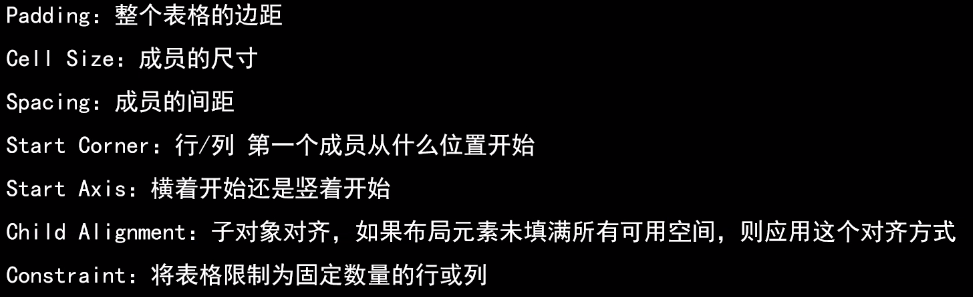 Padding：整个表格的边距
Cell Size：成员的尺寸
Spacing：成员的间距
Start Corner：行/列 第一个成员从什么位置开始
Start Axis：横着开始还是竖着开始
Child Alignment：子对象对齐，如果布局元素未填满所有可用空间，则应用这个对齐方式
Constraint：将表格限制为固定数量的行或列